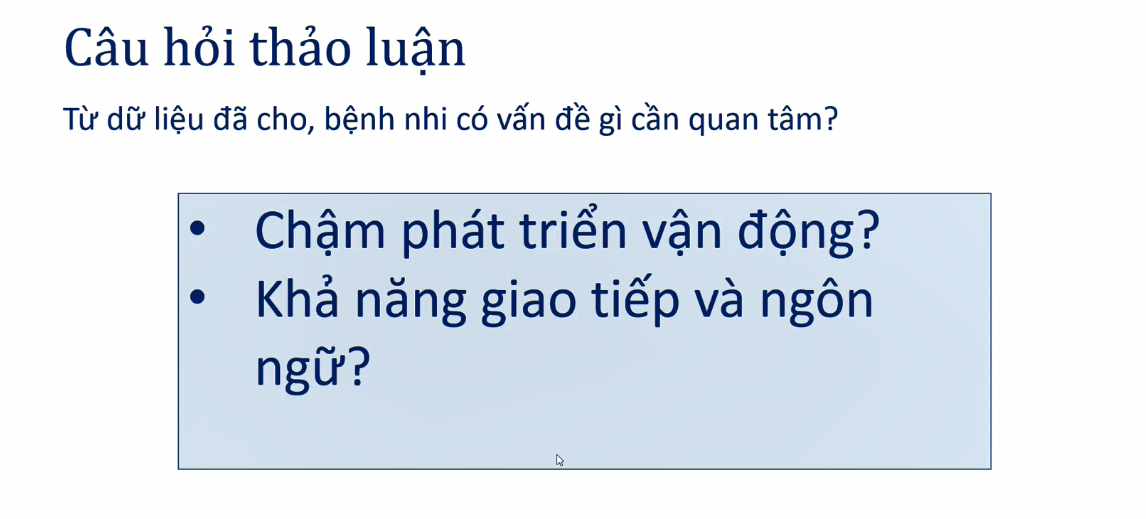 Câu hỏi thảo luận
Từ dữ liệu đã cho, bệnh nhi có vấn đề gì cần quan tâm?
• Chậm phát triển vận động?
• Khả năng giao tiếp và ngôn
ngữ?